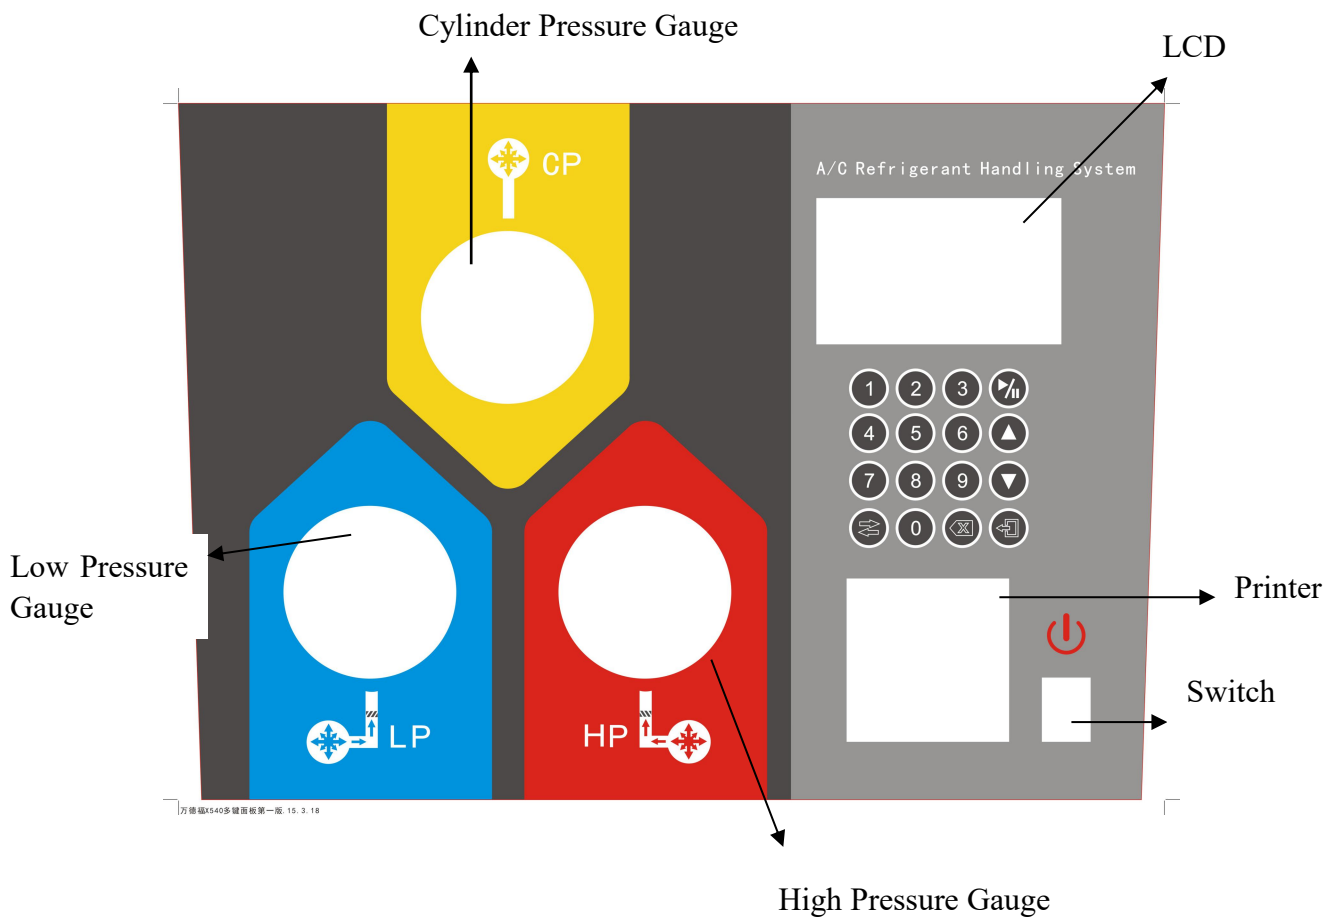 Cylinder Pressure Gauge
LCD
CP
A/C Refrigerant Handling System
1 2 3
4 5 6
7 8 9
0 X
Low Pressure
Gauge
Printer
Switch
LP
HP
万德福X540多键面板第一版. 15. 3. 18
High Pressure Gauge